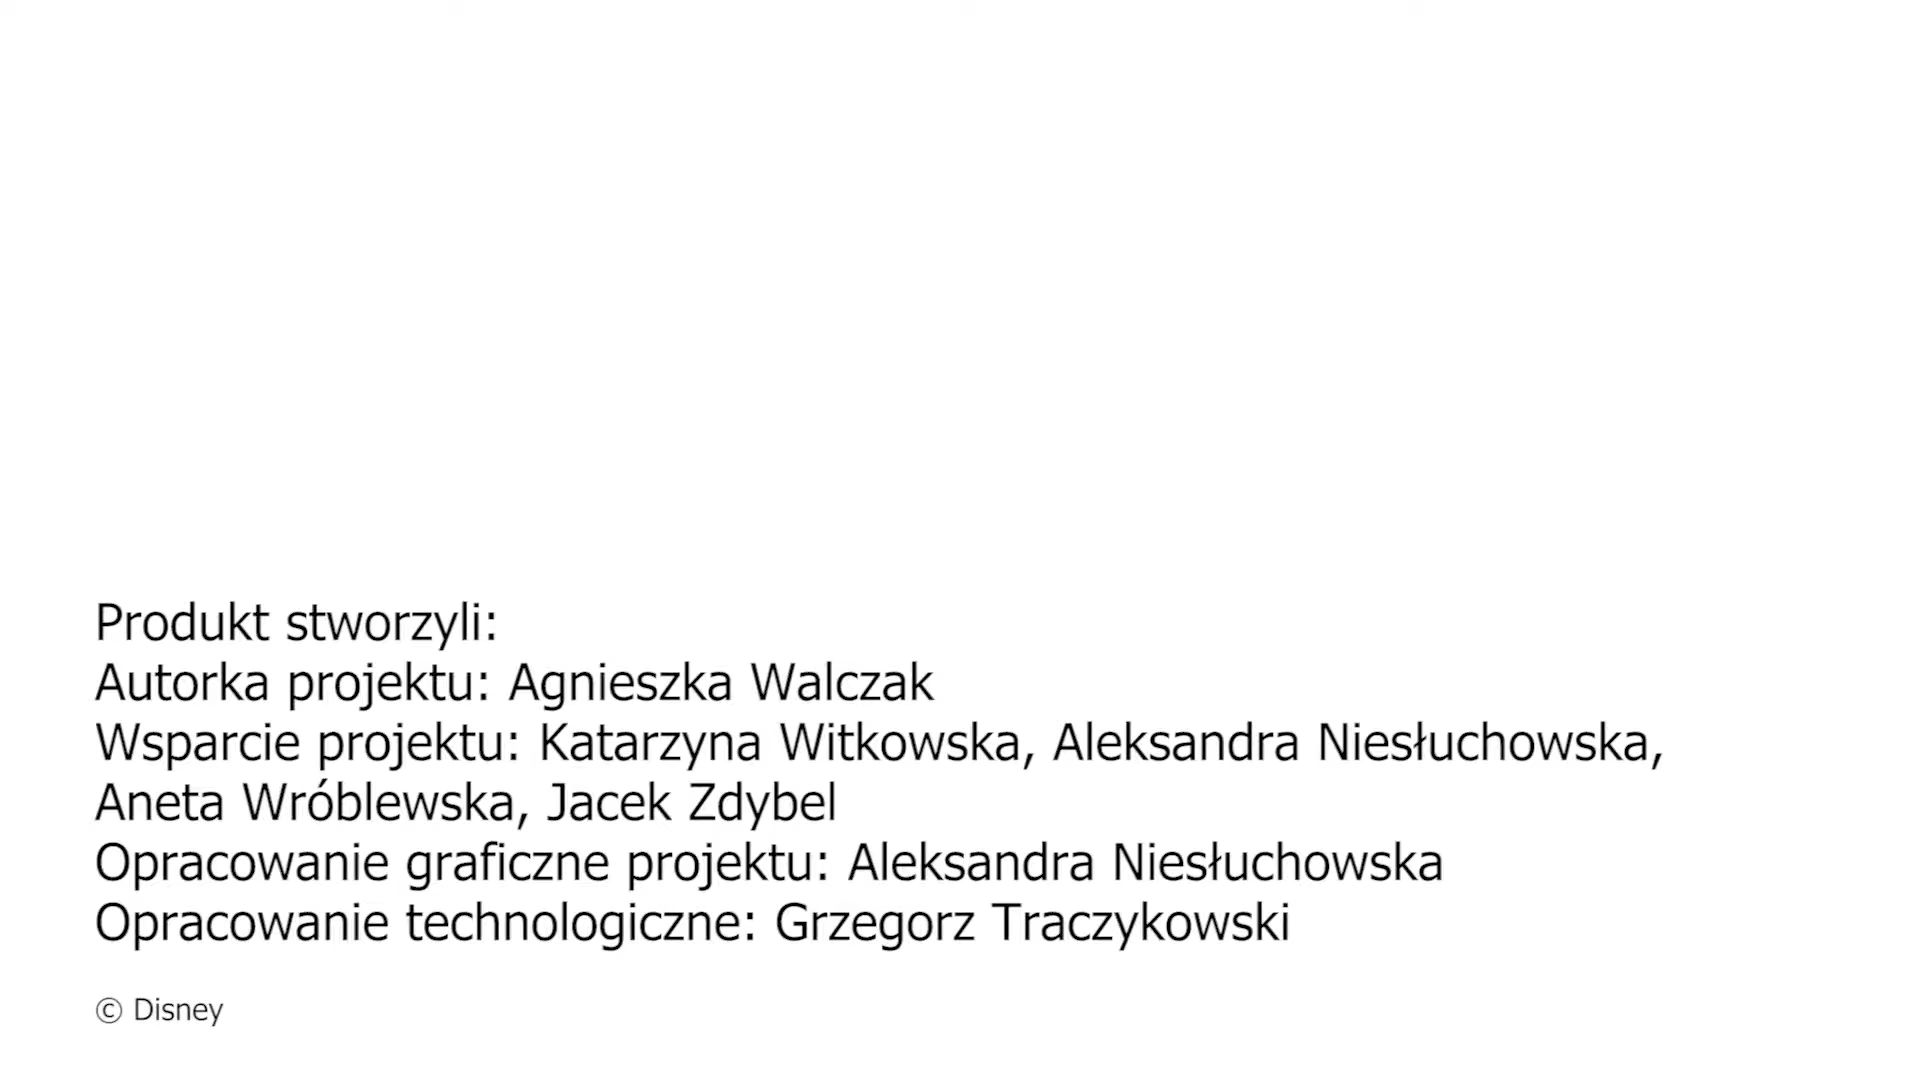 Produkt stworzyli:
Autorka projektu: Agnieszka Walczak
Wsparcie projektu: Katarzyna Witkowska, Aleksandra Niesłuchowska,
Aneta Wróblewska, Jacek Zdybel
Opracowanie graficzne projektu: Aleksandra Niesłuchowska
Opracowanie technologiczne: Grzegorz Traczykowski
© Disney